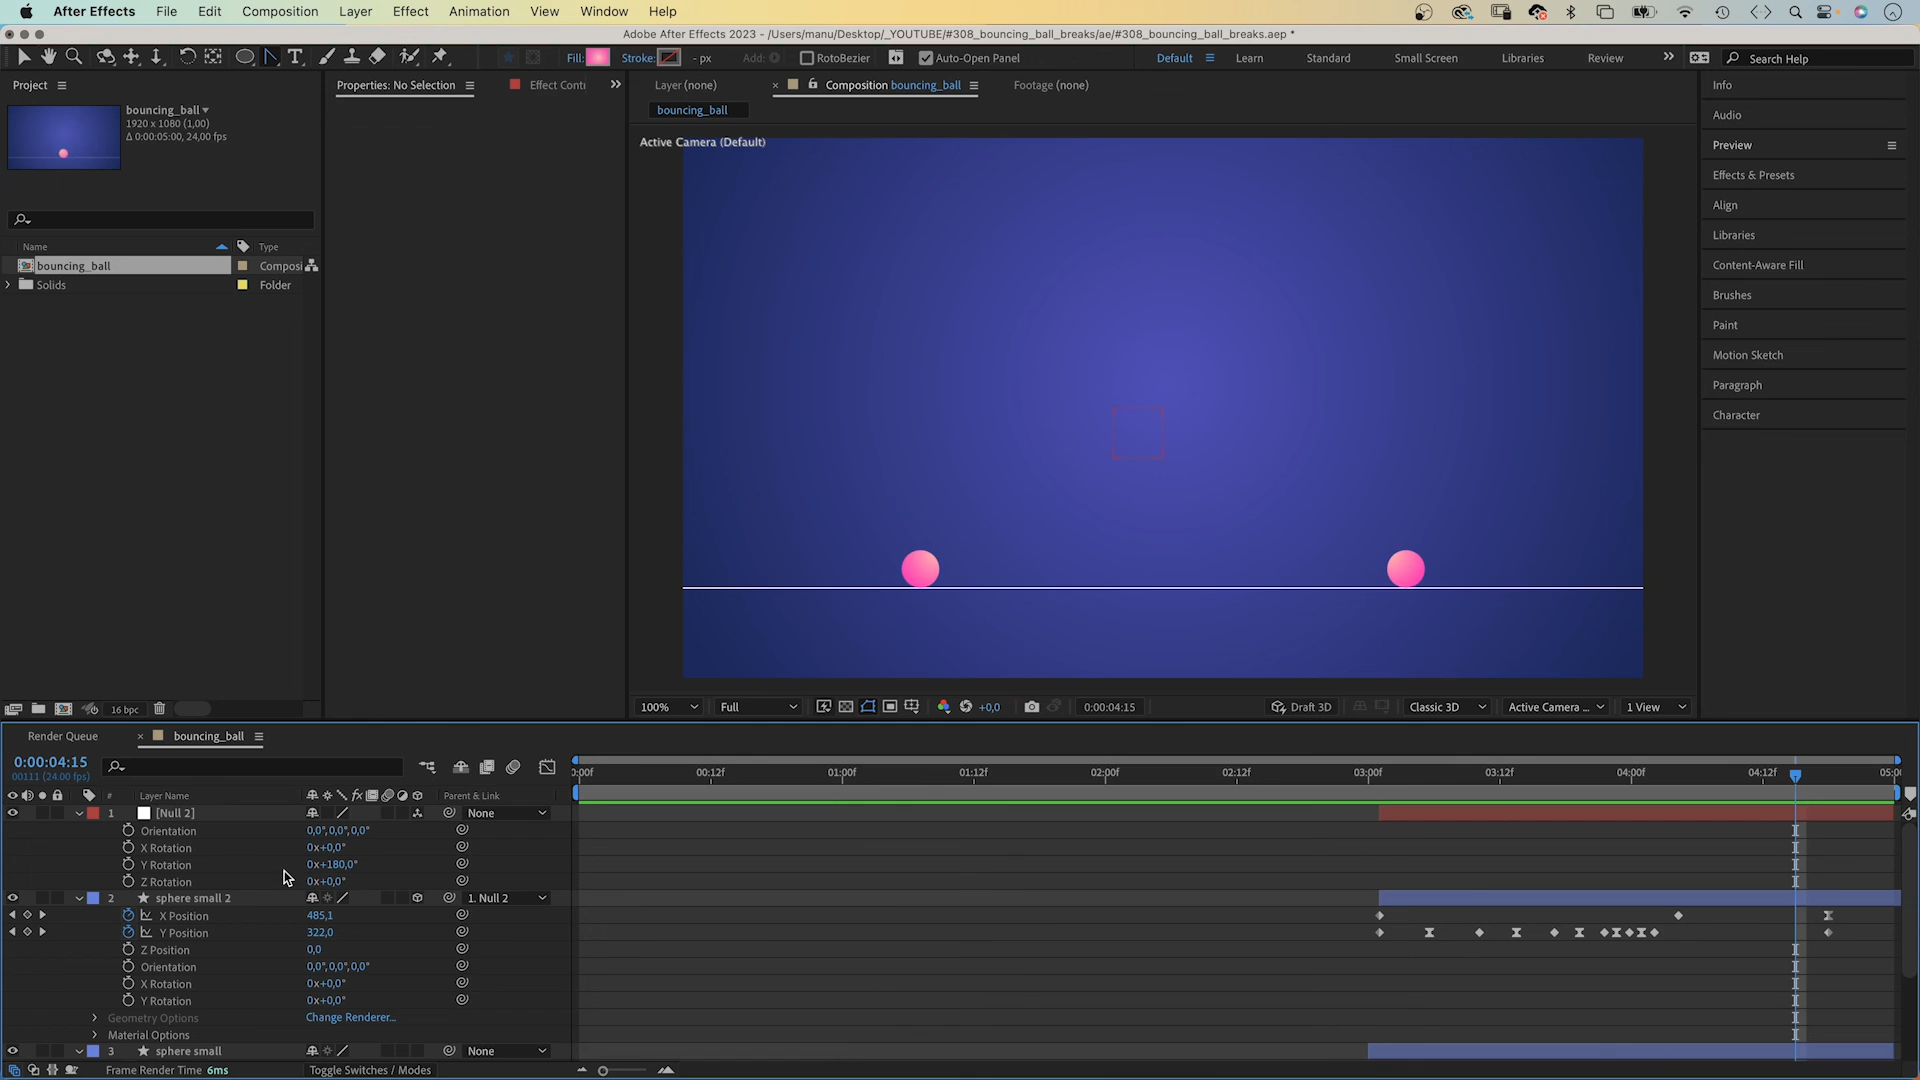 After Effects File Edit Composition Layer Effect Animation View Window Help
Adobe After Effects 2023 - /Users/manu/Desktop/_YOUTUBE/#308_bouncing_ball_breaks/ae/#308_bouncing_ball_breaks.aep *
Fill: Stroke: - px Add: RotoBezier Auto-Open Panel Default Learn Standard Small Screen Libraries Review Search Help
Project Properties: No Selection Effect Conti Layer (none) Composition bouncing_ball Footage (none) Info
bouncing_ball
1920 x 1080 (1,00)
Δ 0:00:05:00, 24,00 fps
bouncing_ball
Active Camera (Default)
Audio
Preview
Effects & Presets
Align
Libraries
Content-Aware Fill
Brushes
Paint
Motion Sketch
Paragraph
Character
Name Type
bouncing_ball Composi
Solids Folder
16 bpc 100% Full +0,0 0:00:04:15 Draft 3D Classic 3D Active Camera ... 1 View
Render Queue bouncing_ball
0:00:04:15
00111 (24.00 fps)
0:00f 00:12f 01:00f 01:12f 02:00f 02:12f 03:00f 03:12f 04:00f 04:12f 05:0
# Layer Name Parent & Link
1 [Null 2] None
Orientation 0,0°,0,0°,0,0°
X Rotation 0x+0,0°
Y Rotation 0x+180,0°
Z Rotation 0x+0,0°
2 sphere small 2 1. Null 2
X Position 485,1
Y Position 322,0
Z Position 0,0
Orientation 0,0°,0,0°,0,0°
X Rotation 0x+0,0°
Y Rotation 0x+0,0°
Geometry Options Change Renderer...
Material Options
3 sphere small None
Frame Render Time 6ms Toggle Switches / Modes